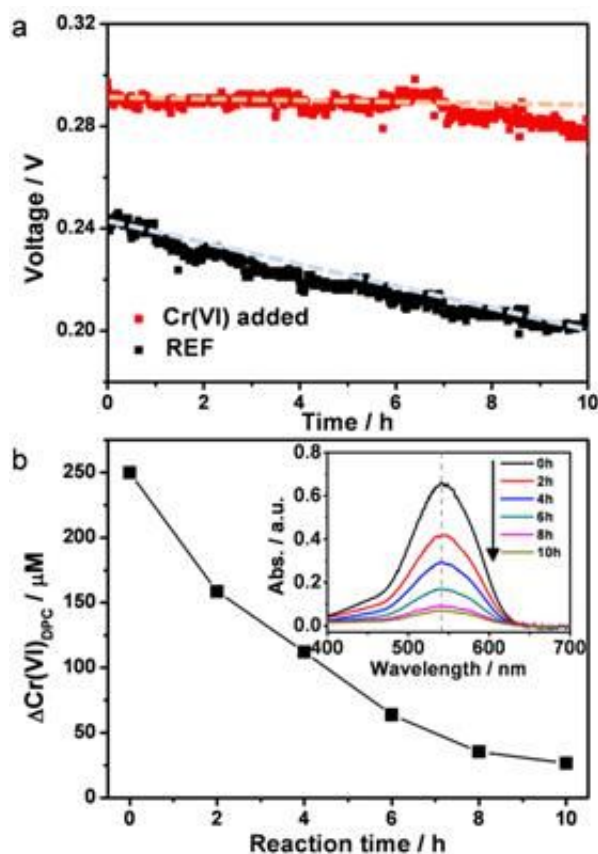 a
0.32
0.28
0.24
0.20
Voltage / V
Cr(VI) added
REF
0 2 4 6 8 10
Time / h
b
250
200
150
100
50
25
0
ΔCr(VI)DPC / μM
0 2 4 6 8 10
Reaction time / h
0.8
0.6
0.4
0.2
0.0
Abs. / a.u.
0h
2h
4h
6h
8h
10h
400 500 600 700
Wavelength / nm